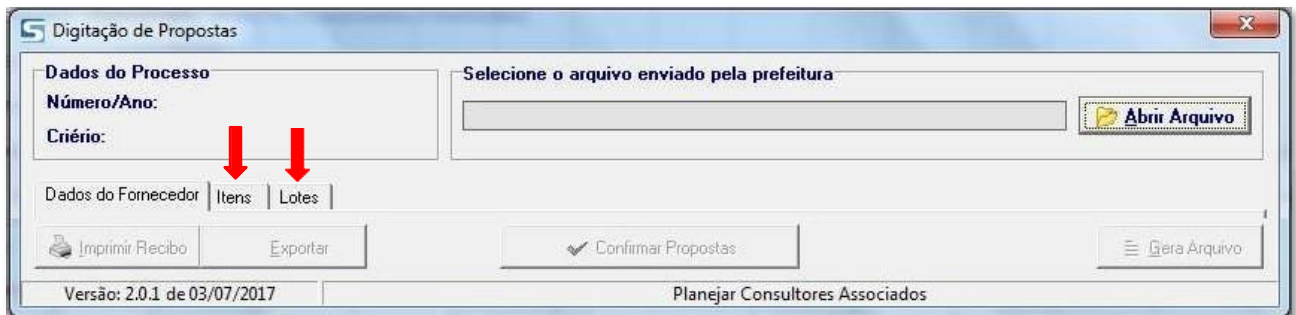 Digitação de Propostas
Dados do Processo
Número/Ano:
Criério:
Selecione o arquivo enviado pela prefeitura
Abrir Arquivo
Dados do Fornecedor Itens Lotes
Imprimir Recibo Exportar Confirmar Propostas Gera Arquivo
Versão: 2.0.1 de 03/07/2017 Planejar Consultores Associados